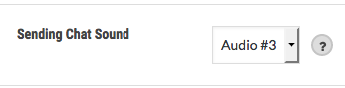 Sending Chat Sound
Audio #3
?